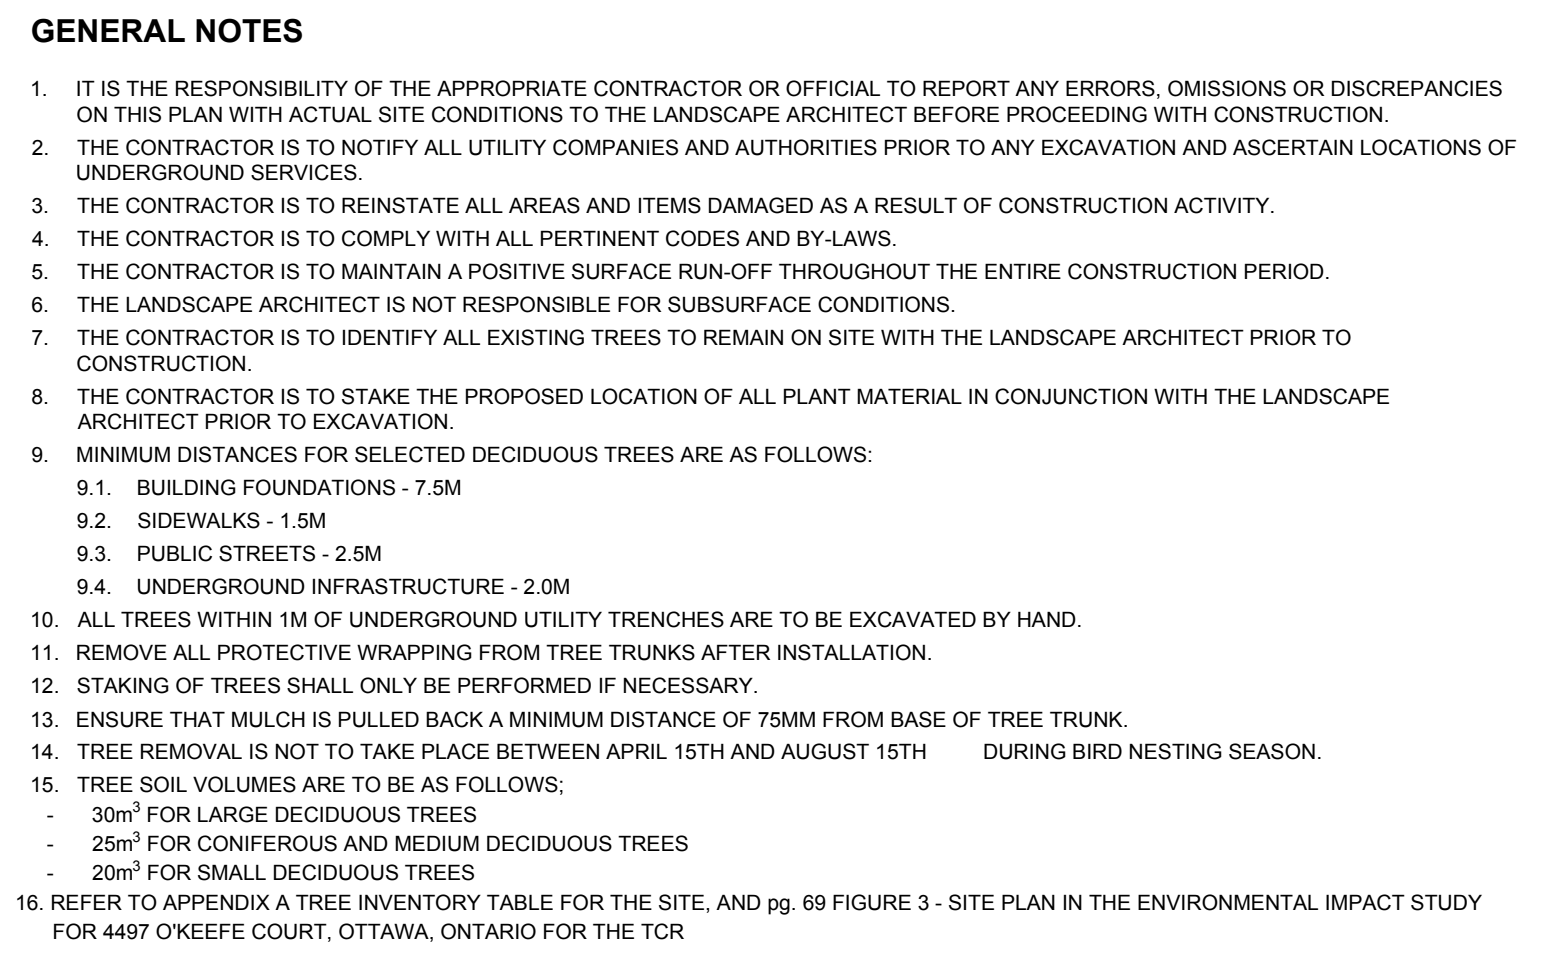 GENERAL NOTES
1. IT IS THE RESPONSIBILITY OF THE APPROPRIATE CONTRACTOR OR OFFICIAL TO REPORT ANY ERRORS, OMISSIONS OR DISCREPANCIES
ON THIS PLAN WITH ACTUAL SITE CONDITIONS TO THE LANDSCAPE ARCHITECT BEFORE PROCEEDING WITH CONSTRUCTION.
2. THE CONTRACTOR IS TO NOTIFY ALL UTILITY COMPANIES AND AUTHORITIES PRIOR TO ANY EXCAVATION AND ASCERTAIN LOCATIONS OF
UNDERGROUND SERVICES.
3. THE CONTRACTOR IS TO REINSTATE ALL AREAS AND ITEMS DAMAGED AS A RESULT OF CONSTRUCTION ACTIVITY.
4. THE CONTRACTOR IS TO COMPLY WITH ALL PERTINENT CODES AND BY-LAWS.
5. THE CONTRACTOR IS TO MAINTAIN A POSITIVE SURFACE RUN-OFF THROUGHOUT THE ENTIRE CONSTRUCTION PERIOD.
6. THE LANDSCAPE ARCHITECT IS NOT RESPONSIBLE FOR SUBSURFACE CONDITIONS.
7. THE CONTRACTOR IS TO IDENTIFY ALL EXISTING TREES TO REMAIN ON SITE WITH THE LANDSCAPE ARCHITECT PRIOR TO
CONSTRUCTION.
8. THE CONTRACTOR IS TO STAKE THE PROPOSED LOCATION OF ALL PLANT MATERIAL IN CONJUNCTION WITH THE LANDSCAPE
ARCHITECT PRIOR TO EXCAVATION.
9. MINIMUM DISTANCES FOR SELECTED DECIDUOUS TREES ARE AS FOLLOWS:
9.1. BUILDING FOUNDATIONS - 7.5M
9.2. SIDEWALKS - 1.5M
9.3. PUBLIC STREETS - 2.5M
9.4. UNDERGROUND INFRASTRUCTURE - 2.0M
10. ALL TREES WITHIN 1M OF UNDERGROUND UTILITY TRENCHES ARE TO BE EXCAVATED BY HAND.
11. REMOVE ALL PROTECTIVE WRAPPING FROM TREE TRUNKS AFTER INSTALLATION.
12. STAKING OF TREES SHALL ONLY BE PERFORMED IF NECESSARY.
13. ENSURE THAT MULCH IS PULLED BACK A MINIMUM DISTANCE OF 75MM FROM BASE OF TREE TRUNK.
14. TREE REMOVAL IS NOT TO TAKE PLACE BETWEEN APRIL 15TH AND AUGUST 15TH DURING BIRD NESTING SEASON.
15. TREE SOIL VOLUMES ARE TO BE AS FOLLOWS;
- 30m³ FOR LARGE DECIDUOUS TREES
- 25m³ FOR CONIFEROUS AND MEDIUM DECIDUOUS TREES
- 20m³ FOR SMALL DECIDUOUS TREES
16. REFER TO APPENDIX A TREE INVENTORY TABLE FOR THE SITE, AND pg. 69 FIGURE 3 - SITE PLAN IN THE ENVIRONMENTAL IMPACT STUDY
FOR 4497 O'KEEFE COURT, OTTAWA, ONTARIO FOR THE TCR